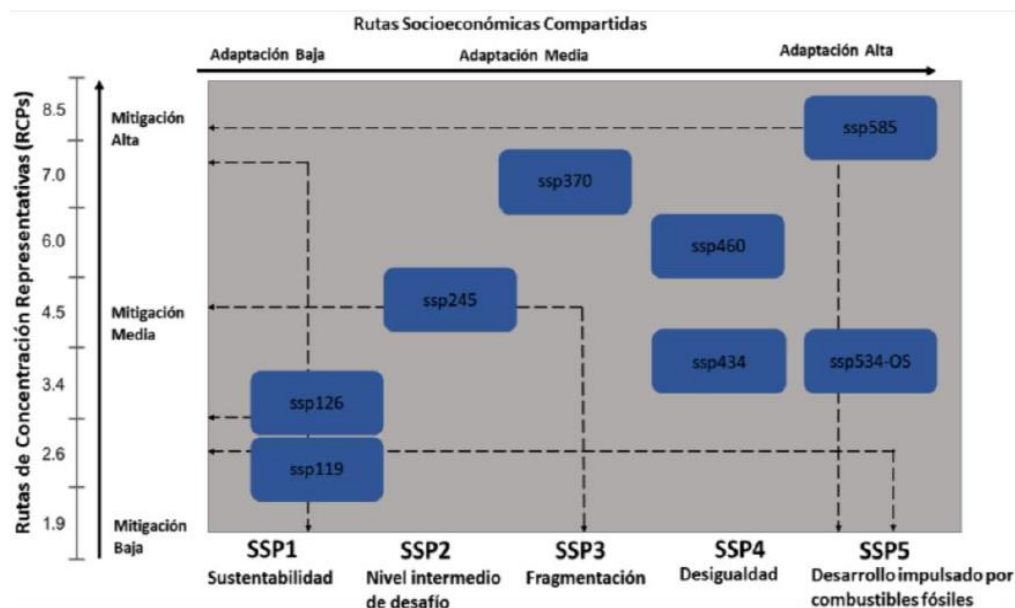 Rutas Socioeconómicas Compartidas
Adaptación Baja
Adaptación Media
Adaptación Alta
Rutas de Concentración Representativas (RCPs)
8.5
7.0
6.0
4.5
3.4
2.6
1.9
Mitigación
Alta
Mitigación
Media
Mitigación
Baja
ssp585
ssp370
ssp460
ssp245
ssp434
ssp534-OS
ssp126
ssp119
SSP1
Sustentabilidad
SSP2
Nivel intermedio
de desafío
SSP3
Fragmentación
SSP4
Desigualdad
SSP5
Desarrollo impulsado por
combustibles fósiles